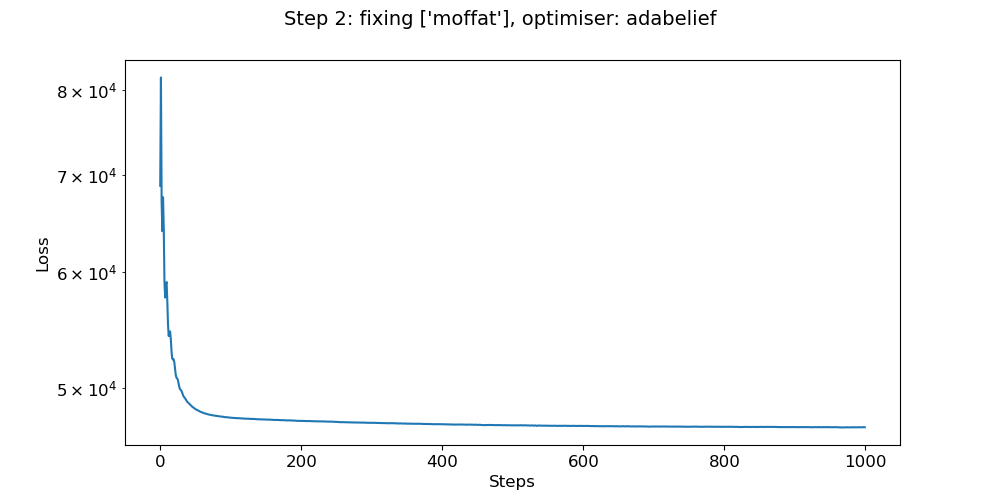 Step 2: fixing ['moffat'], optimiser: adabelief
8 × 10⁴
7 × 10⁴
6 × 10⁴
5 × 10⁴
Loss
0 200 400 600 800 1000
Steps